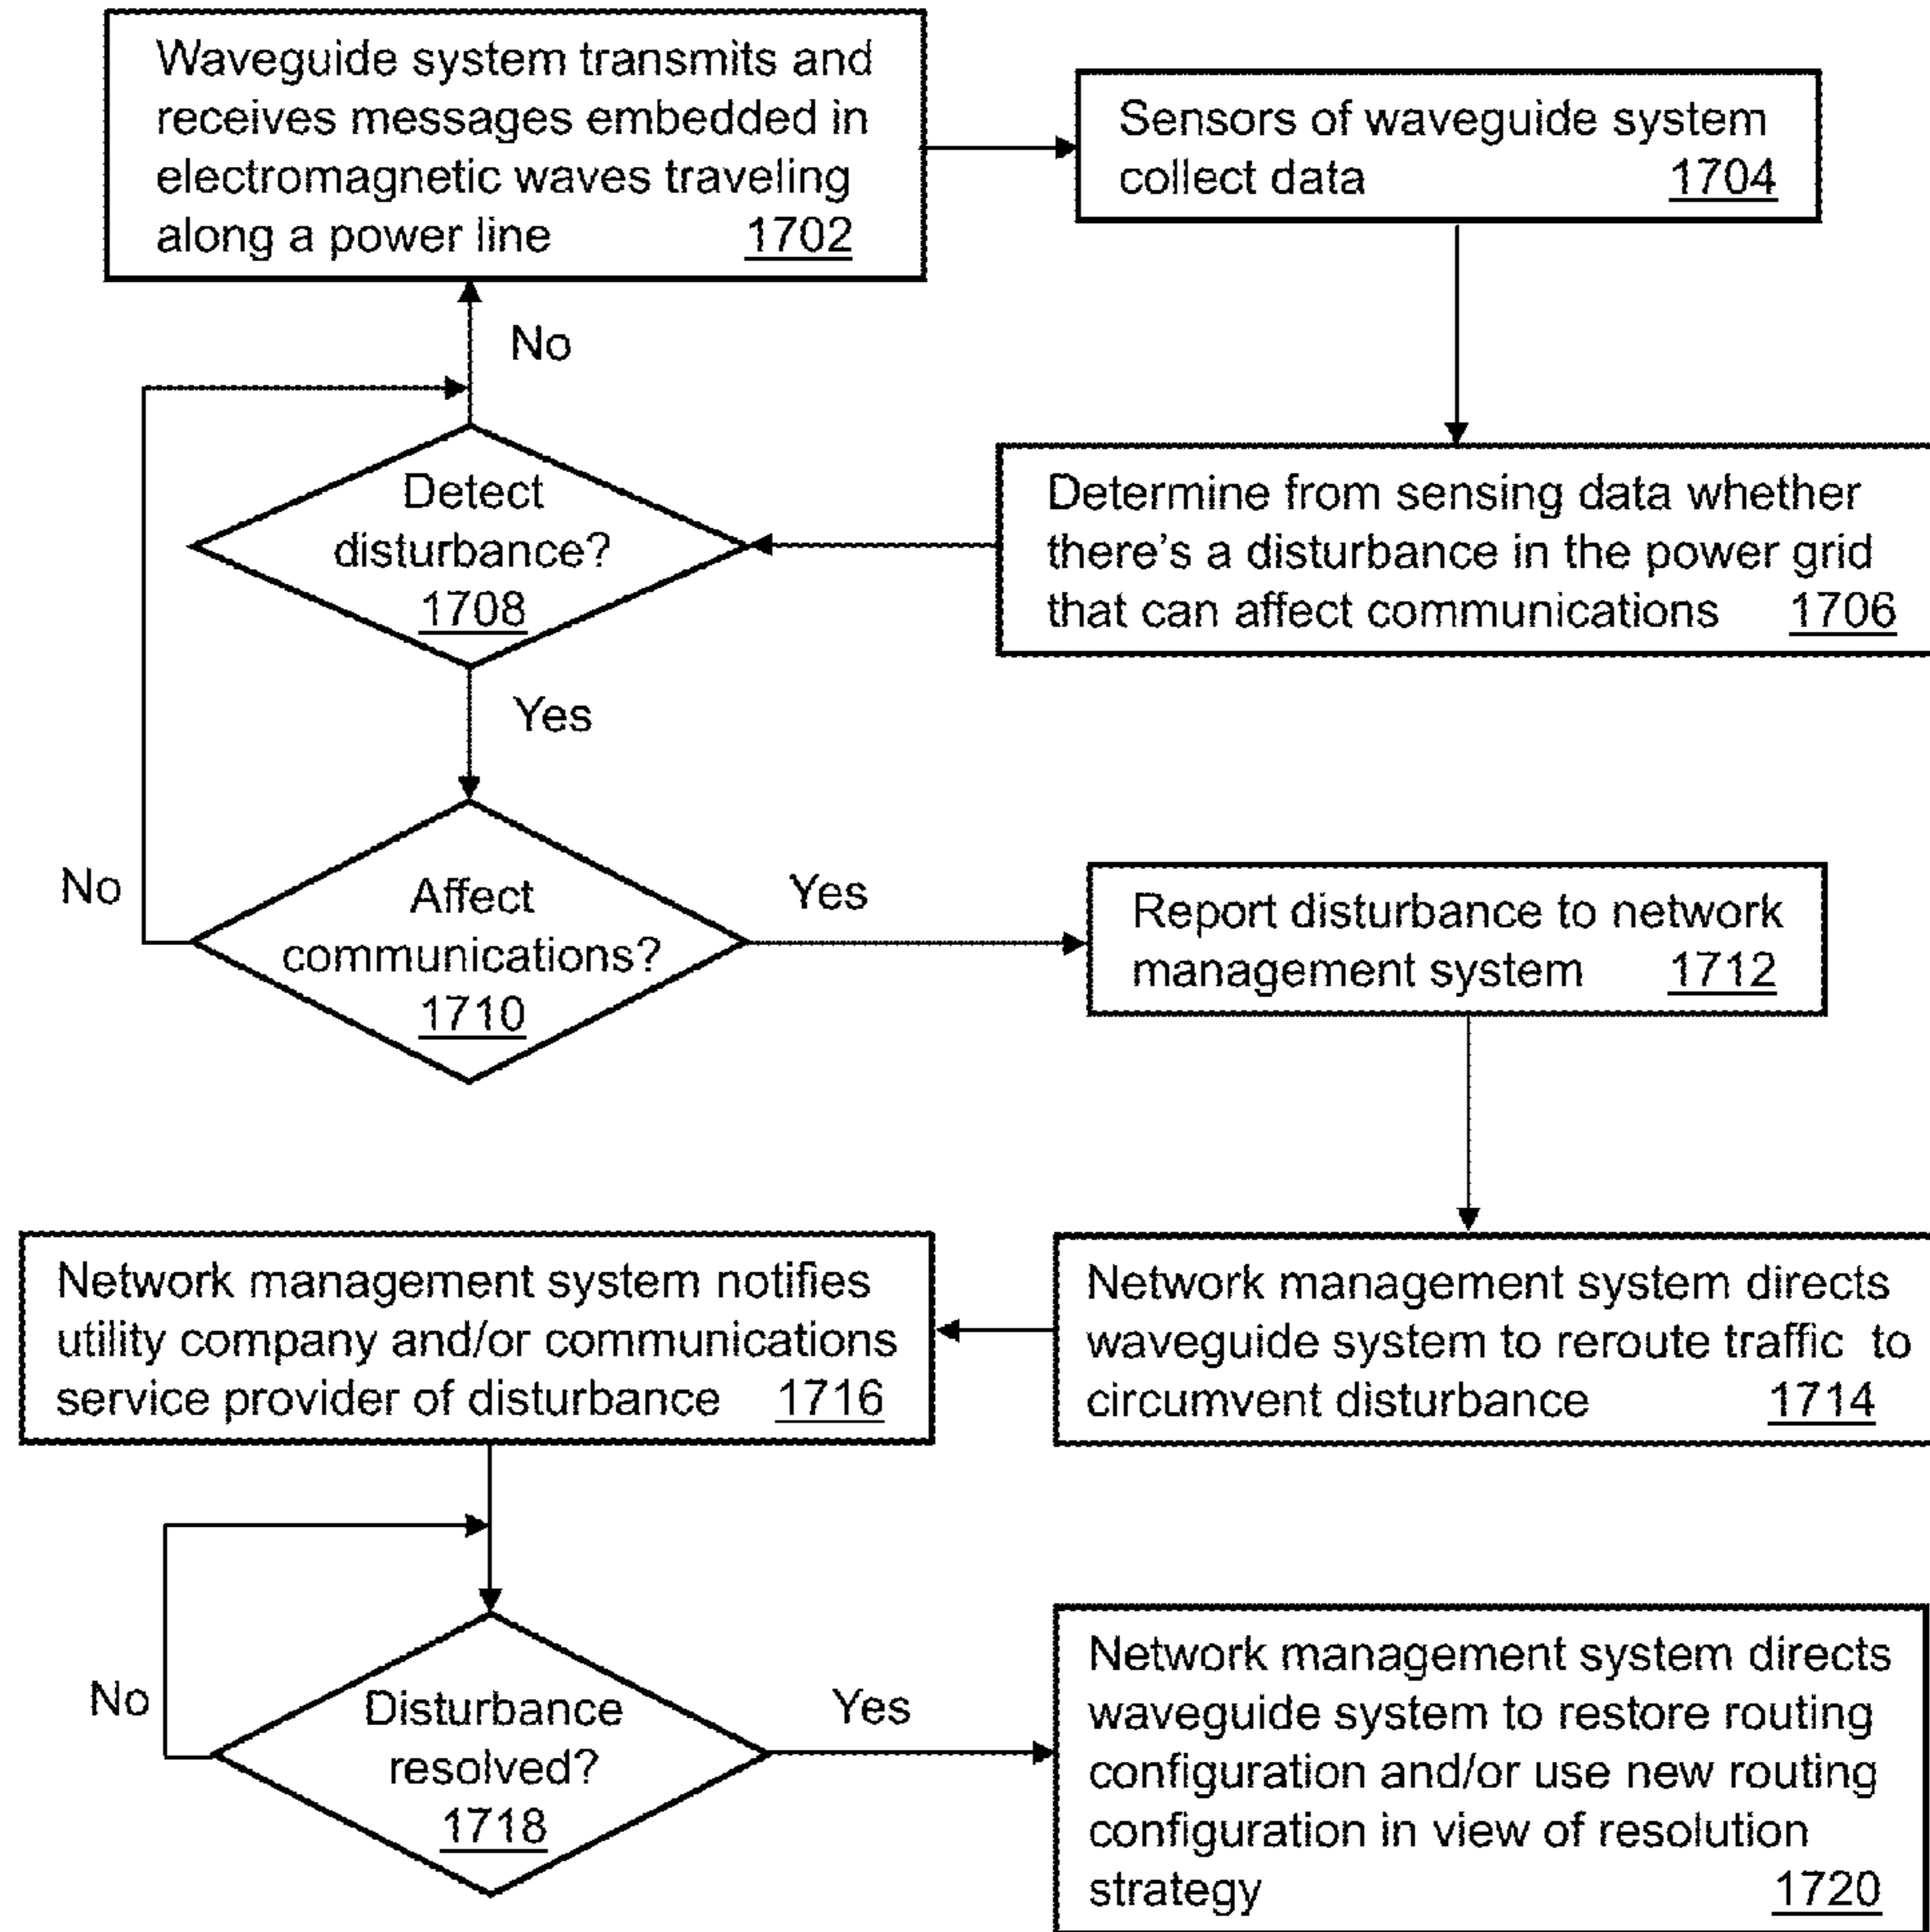 Waveguide system transmits and
receives messages embedded in
electromagnetic waves traveling
along a power line 1702
Sensors of waveguide system
collect data 1704
No
Detect
disturbance?
1708
Determine from sensing data whether
there's a disturbance in the power grid
that can affect communications 1706
Yes
No
Affect
communications?
1710
Yes
Report disturbance to network
management system 1712
Network management system directs
waveguide system to reroute traffic to
circumvent disturbance 1714
Network management system notifies
utility company and/or communications
service provider of disturbance 1716
No
Disturbance
resolved?
1718
Yes
Network management system directs
waveguide system to restore routing
configuration and/or use new routing
configuration in view of resolution
strategy 1720